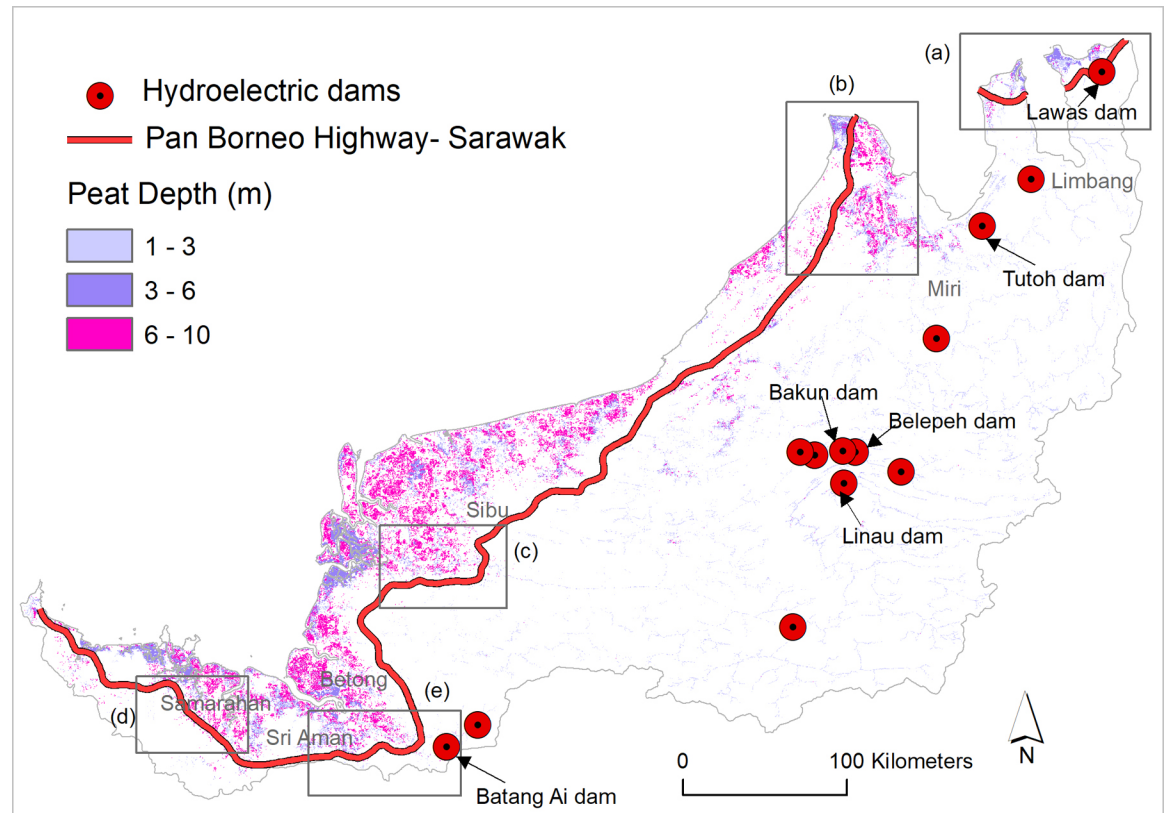 Hydroelectric dams
Pan Borneo Highway- Sarawak
Peat Depth (m)
1 - 3
3 - 6
6 - 10
(a)
Lawas dam
(b)
Limbang
Tutoh dam
Miri
Bakun dam
Belepeh dam
Linau dam
Sibu
(c)
Betong
(e)
Samarahan
(d)
Sri Aman
Batang Ai dam
0 100 Kilometers
N